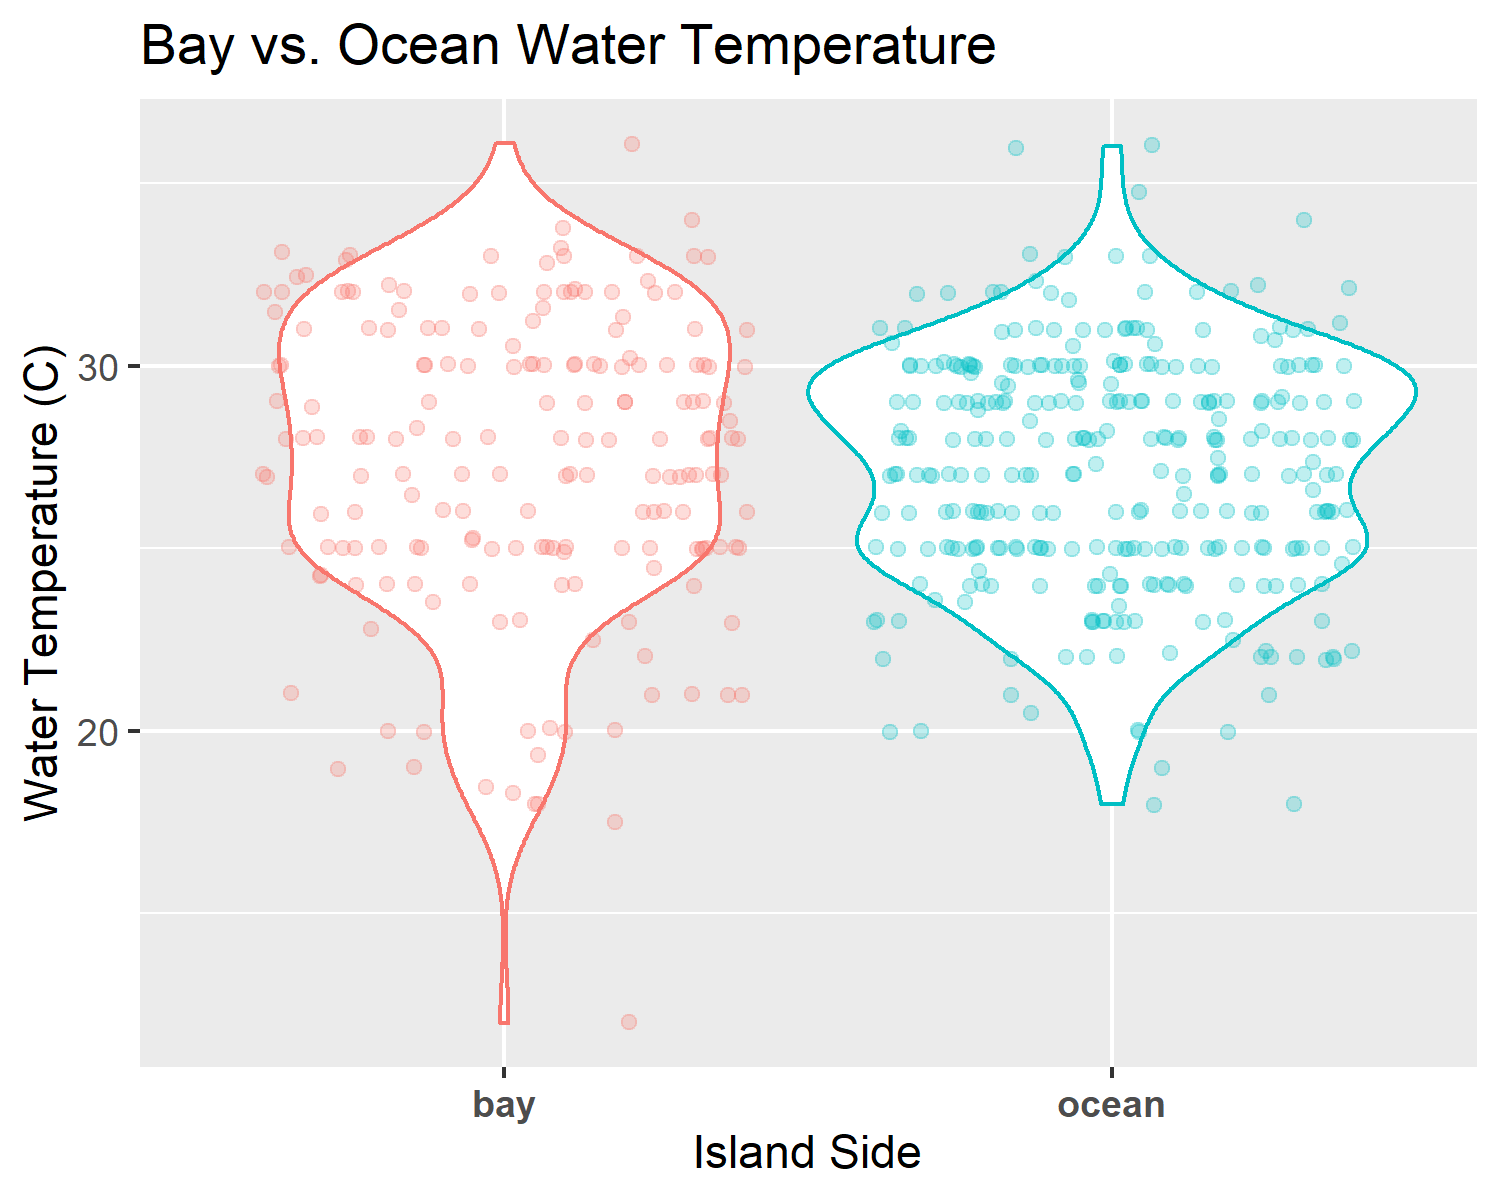 Bay vs. Ocean Water Temperature
Water Temperature (C)
30
20
bay
ocean
Island Side